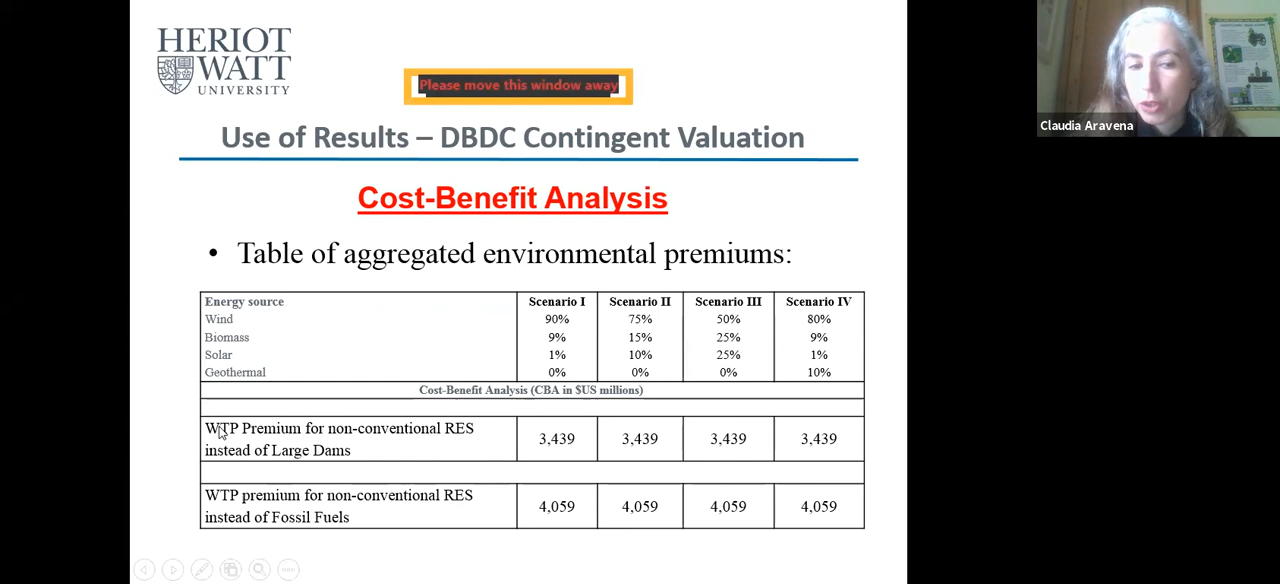 HERIOT
WATT
UNIVERSITY
Please move this window away
Claudia Aravena
Use of Results – DBDC Contingent Valuation
Cost-Benefit Analysis
• Table of aggregated environmental premiums:
Energy source Scenario I Scenario II Scenario III Scenario IV
Wind 90% 75% 50% 80%
Biomass 9% 15% 25% 9%
Solar 1% 10% 25% 1%
Geothermal 0% 0% 0% 10%
Cost-Benefit Analysis (CBA in $US millions)
WTP Premium for non-conventional RES
instead of Large Dams 3,439 3,439 3,439 3,439
WTP premium for non-conventional RES
instead of Fossil Fuels 4,059 4,059 4,059 4,059